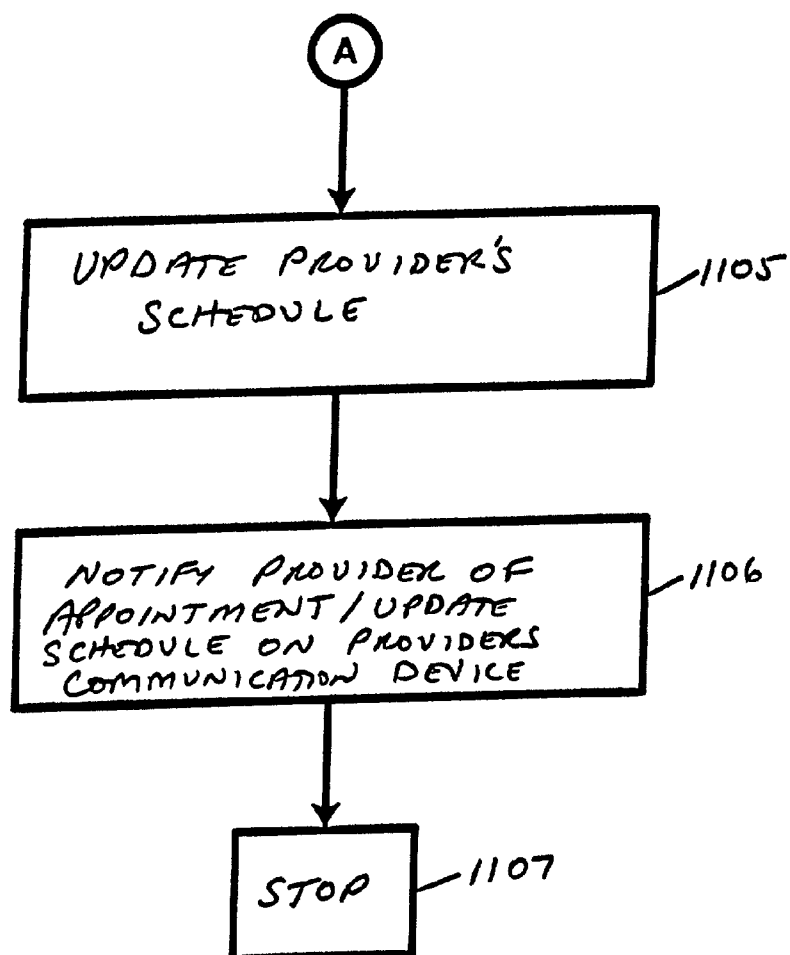 A
UPDATE PROVIDER'S
SCHEDULE
1105
NOTIFY PROVIDER OF
APPOINTMENT / UPDATE
SCHEDULE ON PROVIDERS
COMMUNICATION DEVICE
1106
STOP
1107